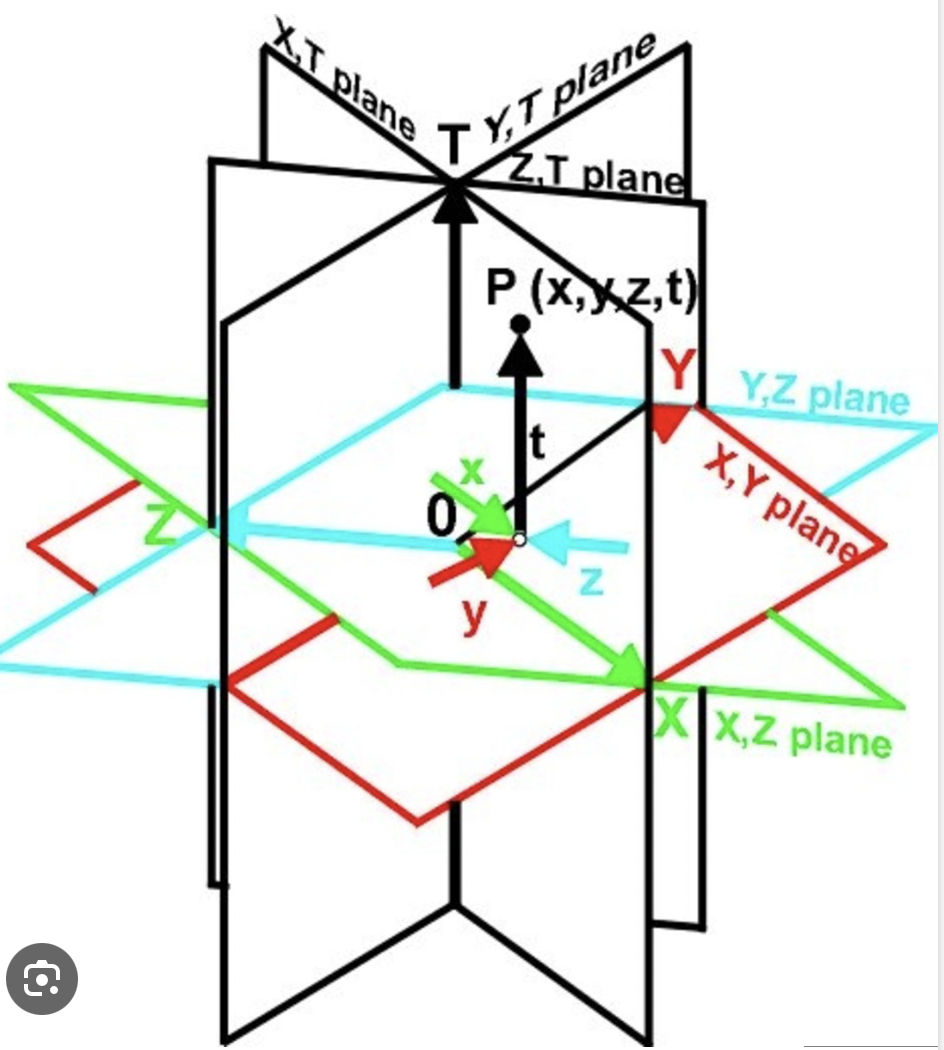 X,T plane
Y,T plane
T
Z,T plane
P (x,y,z,t)
Y
Y,Z plane
t
X,Y plane
x
Z
0
z
y
X
X,Z plane